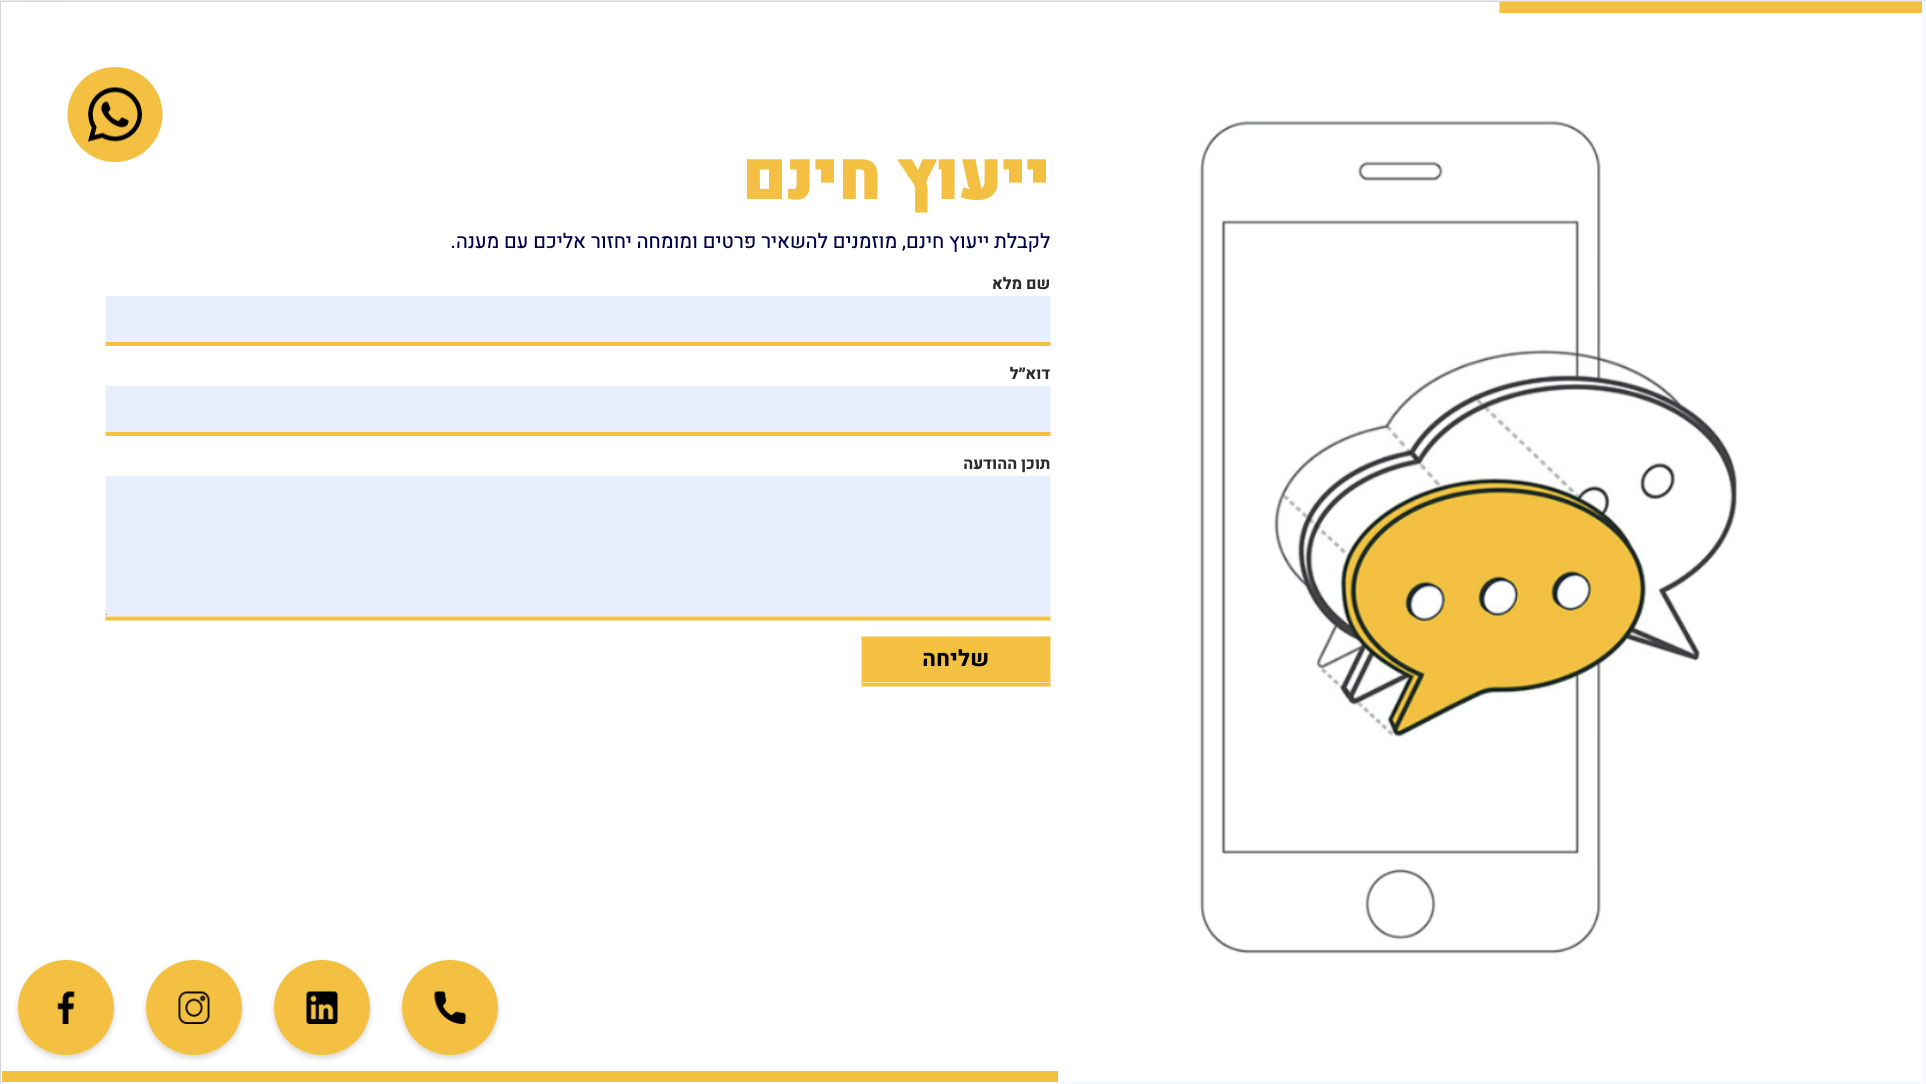 ייעוץ חינם
לקבלת ייעוץ חינם, מוזמנים להשאיר פרטים ומומחה יחזור אליכם עם מענה.
שם מלא
דוא״ל
תוכן ההודעה
שליחה